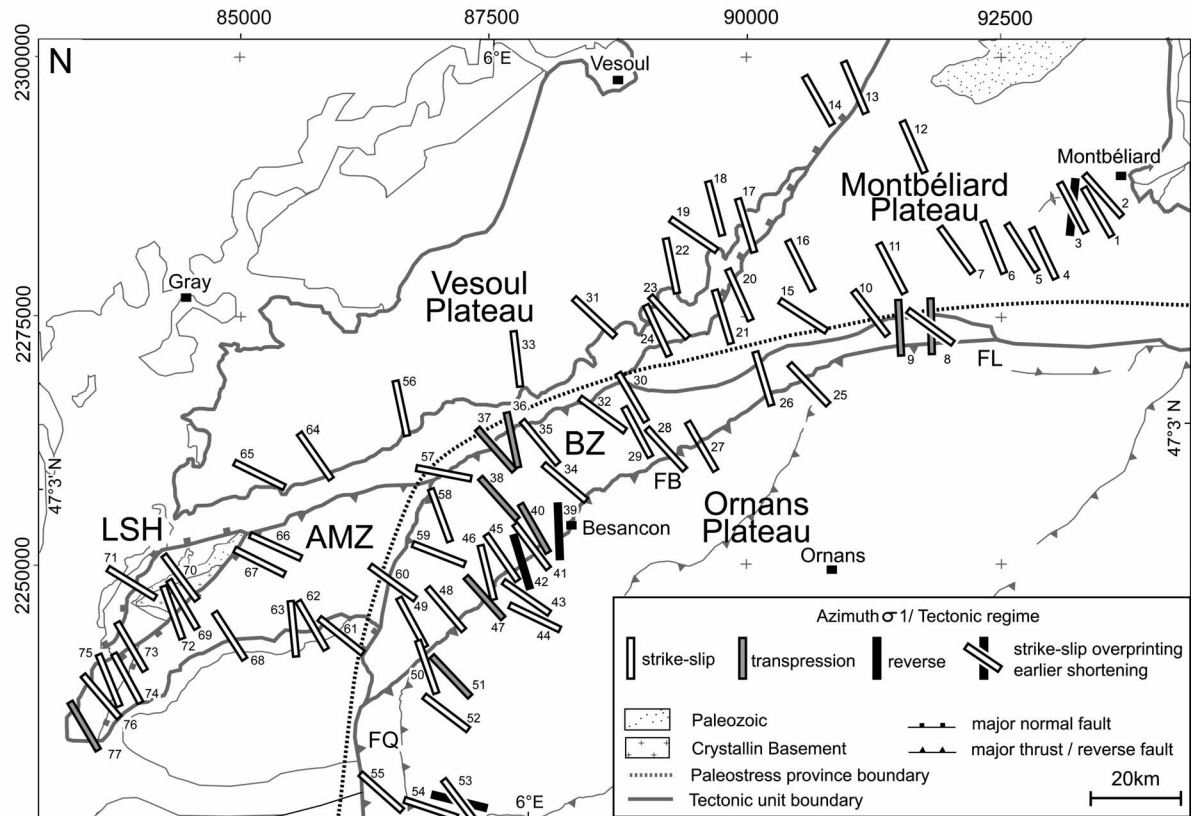 85000 87500 90000 92500
2300000
N
6°E
Vesoul
14
13
12
Montbéliard
Montbéliard
Plateau
18
17
2
19
3
1
22
16
11
7
6
5
4
Gray
Vesoul
Plateau
20
31
23
15
10
2275000
24
21
33
9
8
FL
30
56
36
32
26
25
47°3' N
37
35
BZ
28
64
27
57
29
65
34
FB
47°3' N
38
58
Ornans
Plateau
39
40
LSH
AMZ
Besancon
66
45
59
46
Ornans
71
41
70
67
42
2250000
60
43
48
63
62
49
47
44
69
61
72
68
73
50
75
51
74
76
52
77
FQ
55
53
54
6°E
Azimuth σ1/ Tectonic regime
strike-slip
transpression
reverse
strike-slip overprinting
earlier shortening
Paleozoic
major normal fault
Crystallin Basement
major thrust / reverse fault
Paleostress province boundary
Tectonic unit boundary
20km